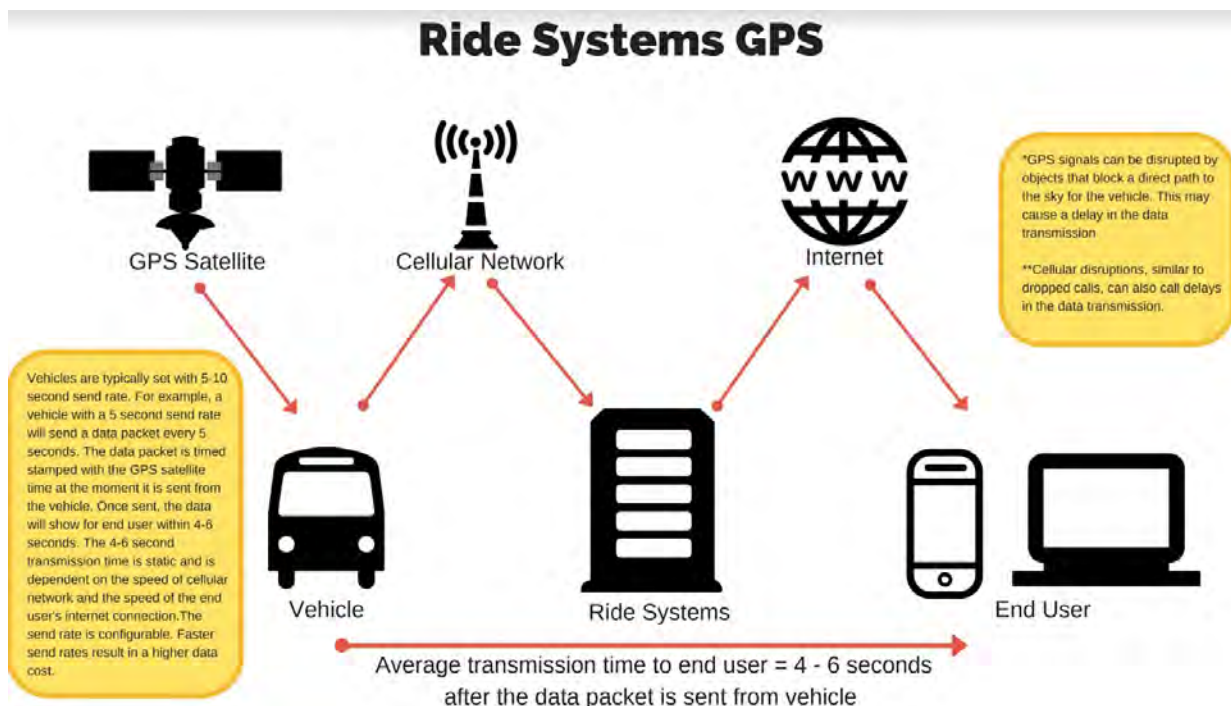 Ride Systems GPS
GPS Satellite
Cellular Network
W W W
Internet
*GPS signals can be disrupted by
objects that block a direct path to
the sky for the vehicle. This may
cause a delay in the data
transmission
**Cellular disruptions, similar to
dropped calls, can also call delays
in the data transmission.
Vehicles are typically set with 5-10
second send rate. For example, a
vehicle with a 5 second send rate
will send a data packet every 5
seconds. The data packet is timed
stamped with the GPS satellite
time at the moment it is sent from
the vehicle. Once sent, the data
will show for end user within 4-6
seconds. The 4-6 second
transmission time is static and is
dependent on the speed of cellular
network and the speed of the end
user's internet connection.The
send rate is configurable. Faster
send rates result in a higher data
cost.
Vehicle
Ride Systems
End User
Average transmission time to end user = 4 - 6 seconds
after the data packet is sent from vehicle